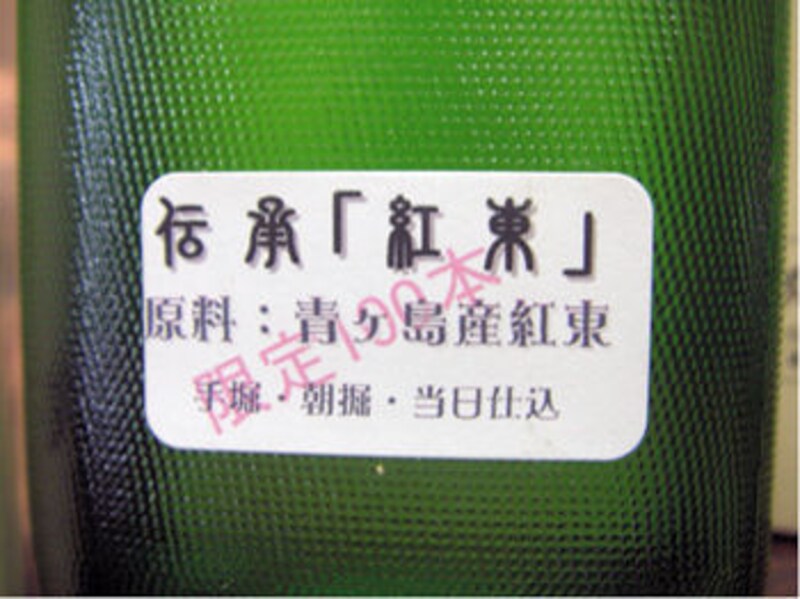 伝承「紅東」
限定100本
原料:青ヶ島産紅東
手堀・朝掘・当日仕込